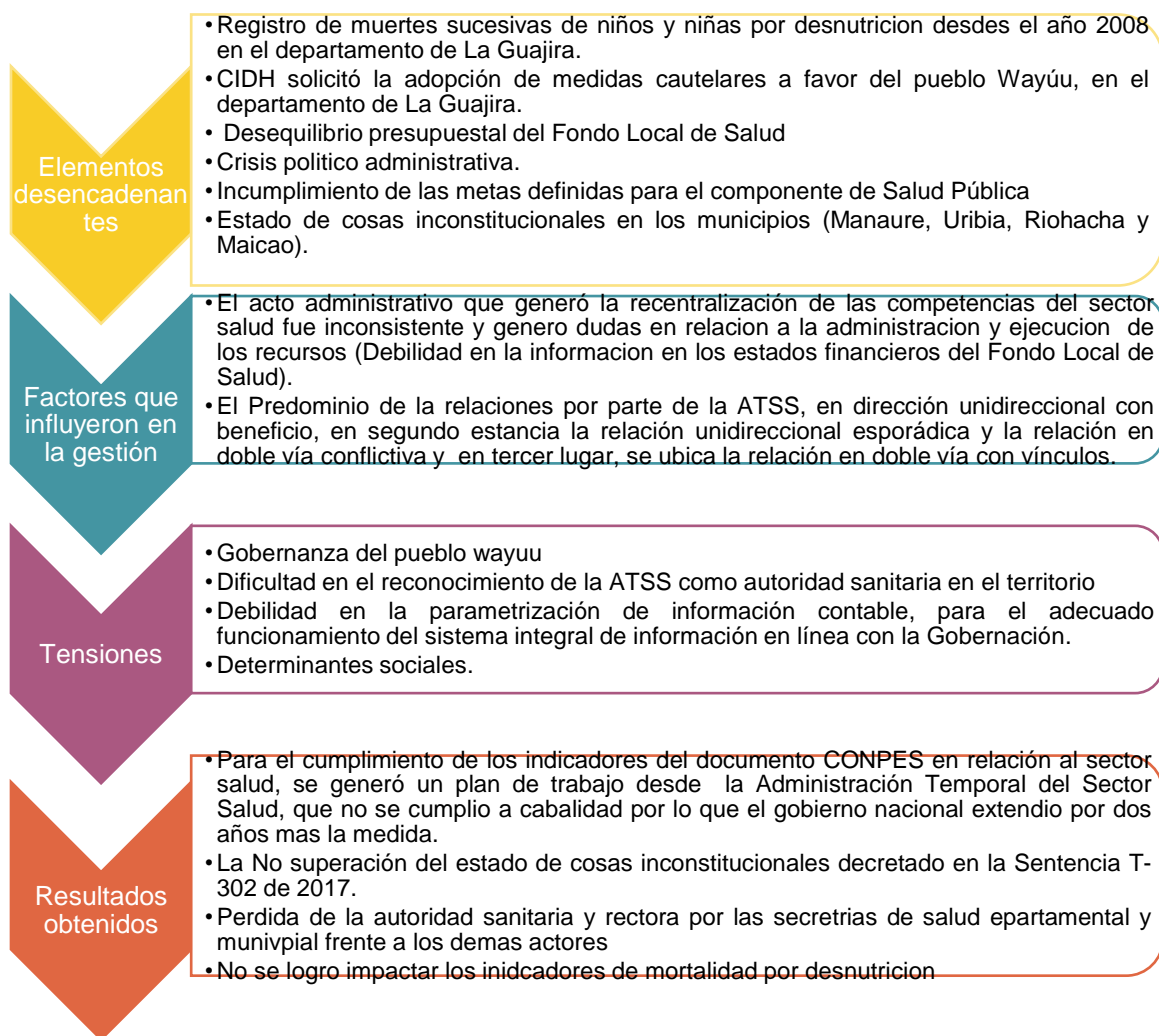 Elementos
desencadenan
tes
•Registro de muertes sucesivas de niños y niñas por desnutricion desdes el año 2008
en el departamento de La Guajira.
•CIDH solicitó la adopción de medidas cautelares a favor del pueblo Wayúu, en el
departamento de La Guajira.
• Desequilibrio presupuestal del Fondo Local de Salud
•Crisis politico administrativa.
•Incumplimiento de las metas definidas para el componente de Salud Pública
•Estado de cosas inconstitucionales en los municipios (Manaure, Uribia, Riohacha y
Maicao).
Factores que
influyeron en
la gestión
•El acto administrativo que generó la recentralización de las competencias del sector
salud fue inconsistente y genero dudas en relacion a la administracion y ejecucion de
los recursos (Debilidad en la informacion en los estados financieros del Fondo Local de
Salud).
•El Predominio de la relaciones por parte de la ATSS, en dirección unidireccional con
beneficio, en segundo estancia la relación unidireccional esporádica y la relación en
doble vía conflictiva y en tercer lugar, se ubica la relación en doble vía con vínculos.
Tensiones
•Gobernanza del pueblo wayuu
•Dificultad en el reconocimiento de la ATSS como autoridad sanitaria en el territorio
•Debilidad en la parametrización de información contable, para el adecuado
funcionamiento del sistema integral de información en línea con la Gobernación.
•Determinantes sociales.
Resultados
obtenidos
•Para el cumplimiento de los indicadores del documento CONPES en relación al sector
salud, se generó un plan de trabajo desde la Administración Temporal del Sector
Salud, que no se cumplio a cabalidad por lo que el gobierno nacional extendio por dos
años mas la medida.
•La No superación del estado de cosas inconstitucionales decretado en la Sentencia T-
302 de 2017.
•Perdida de la autoridad sanitaria y rectora por las secretrias de salud epartamental y
munivpial frente a los demas actores
•No se logro impactar los inidcadores de mortalidad por desnutricion